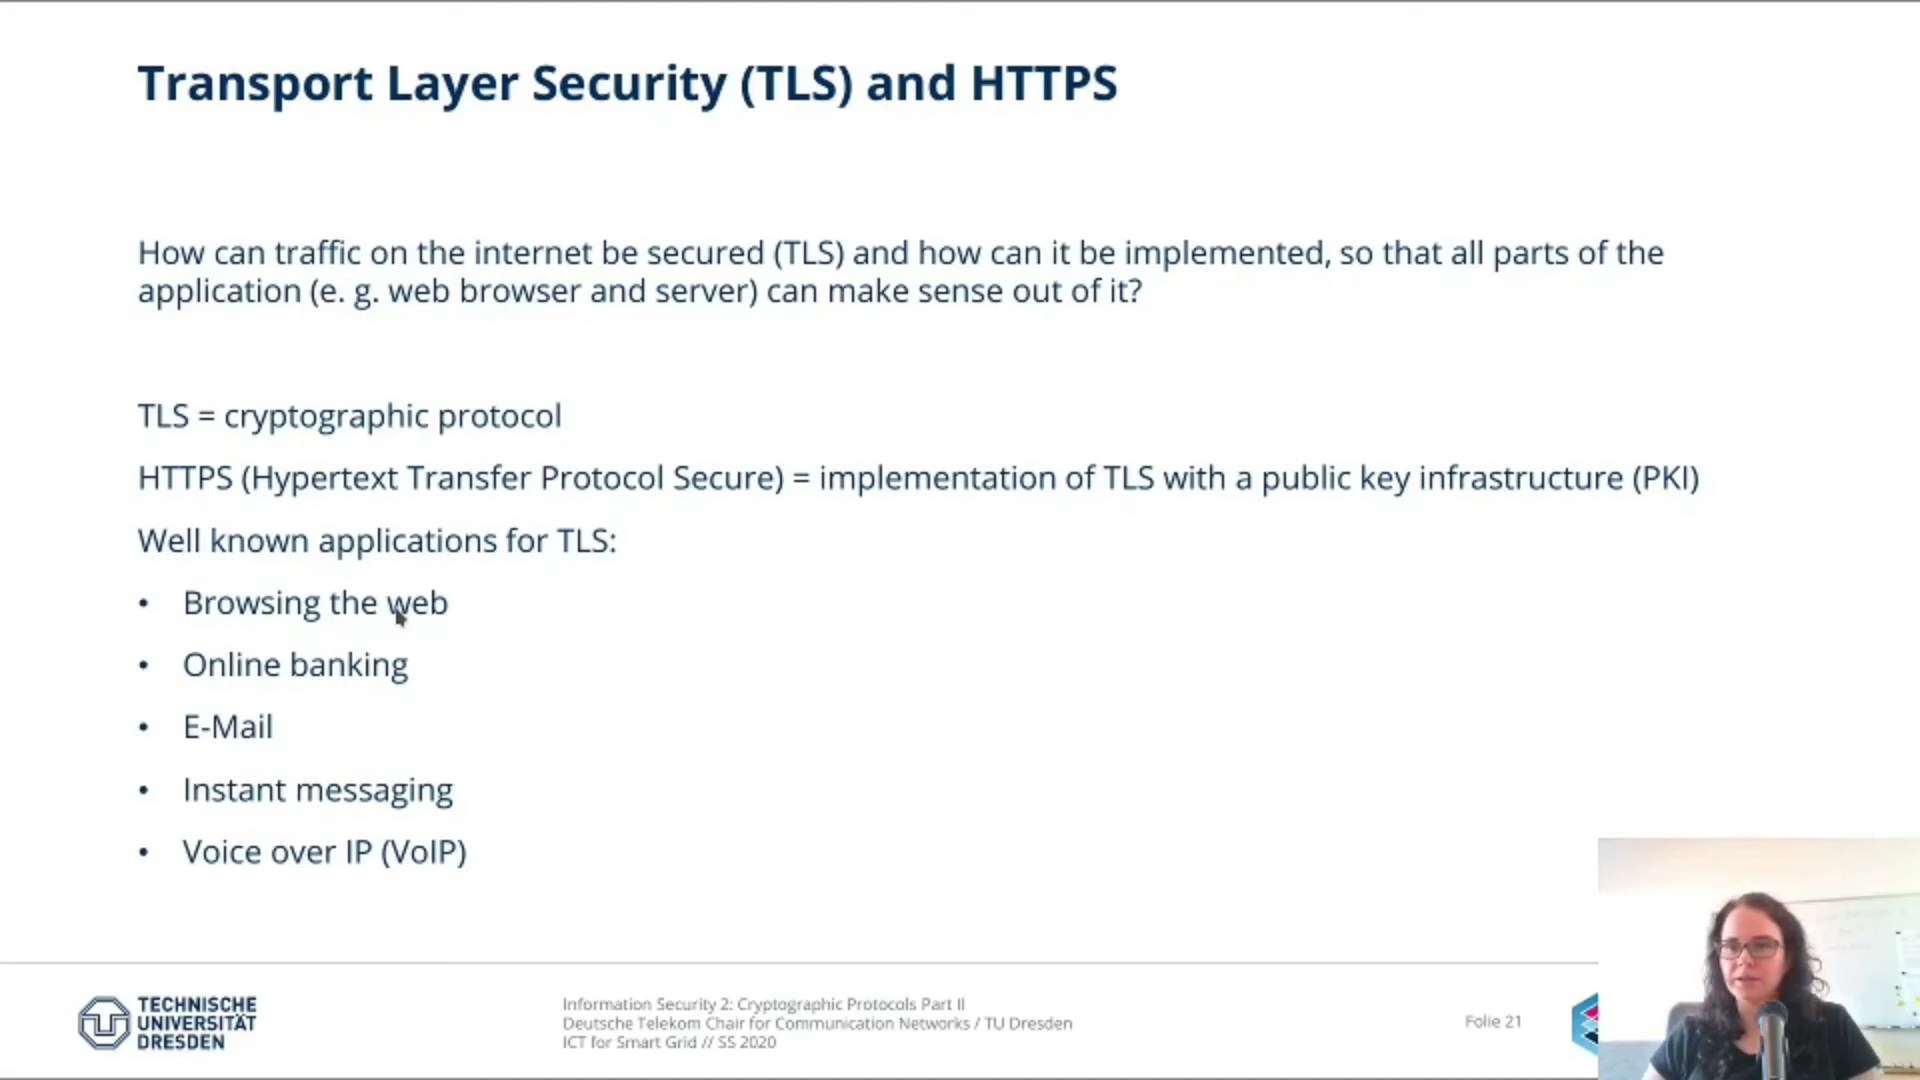 Transport Layer Security (TLS) and HTTPS
How can traffic on the internet be secured (TLS) and how can it be implemented, so that all parts of the
application (e. g. web browser and server) can make sense out of it?
TLS = cryptographic protocol
HTTPS (Hypertext Transfer Protocol Secure) = implementation of TLS with a public key infrastructure (PKI)
Well known applications for TLS:
• Browsing the web
• Online banking
• E-Mail
• Instant messaging
• Voice over IP (VoIP)
TECHNISCHE
UNIVERSITÄT
DRESDEN
Information Security 2: Cryptographic Protocols Part II
Deutsche Telekom Chair for Communication Networks / TU Dresden
ICT for Smart Grid // SS 2020
Folie 21